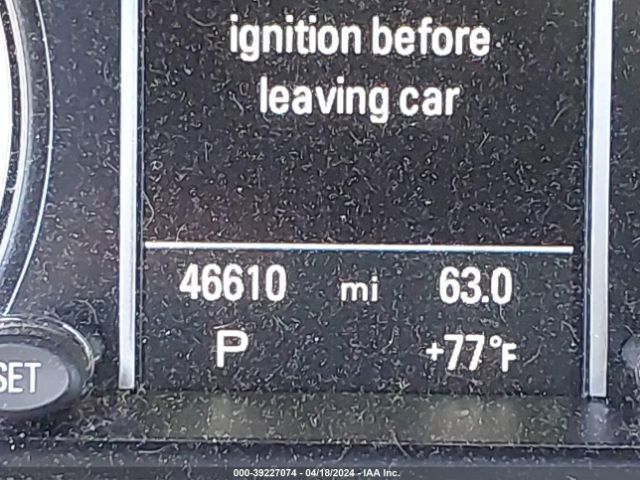 ignition before
leaving car
46610 mi 63.0
P +77°F
SET
000-39227074 - 04/18/2024 - IAA Inc.